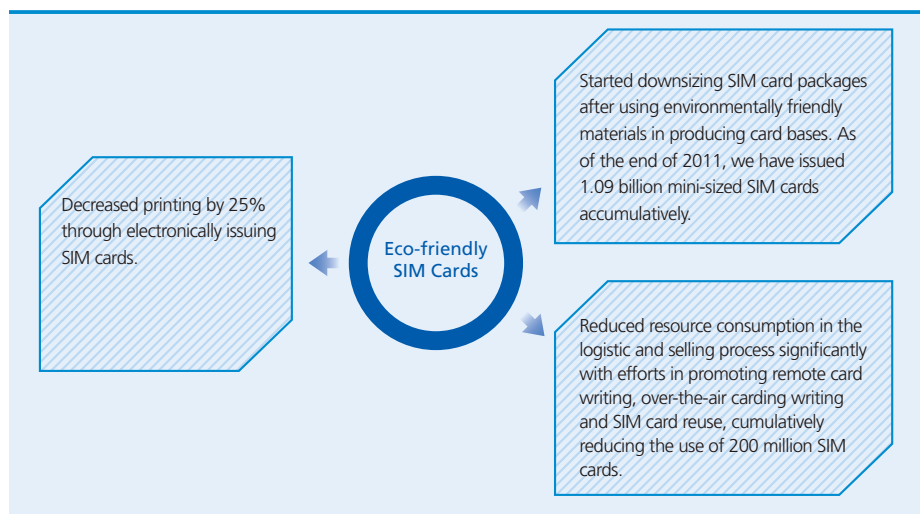 Started downsizing SIM card packages
after using environmentally friendly
materials in producing card bases. As
of the end of 2011, we have issued
1.09 billion mini-sized SIM cards
accumulatively.
Decreased printing by 25%
through electronically issuing
SIM cards.
Eco-friendly
SIM Cards
Reduced resource consumption in the
logistic and selling process significantly
with efforts in promoting remote card
writing, over-the-air carding writing
and SIM card reuse, cumulatively
reducing the use of 200 million SIM
cards.